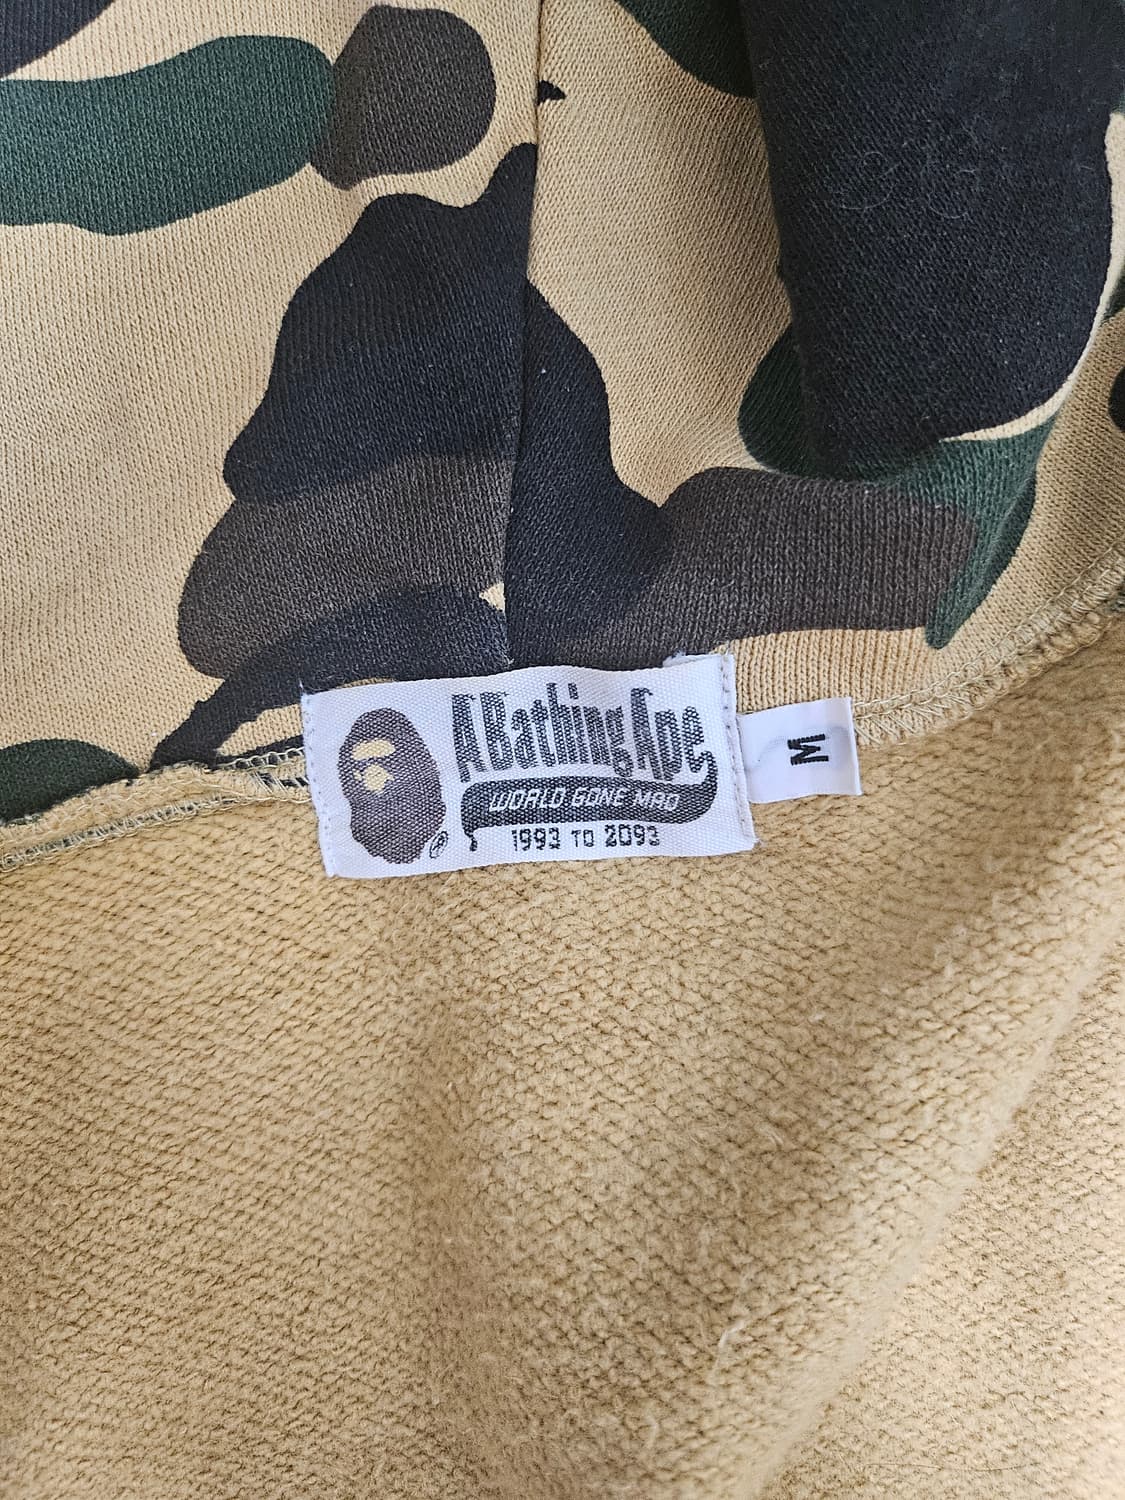 A Bathing Ape
WORLD GONE MAD
1993 TO 2093
®
M